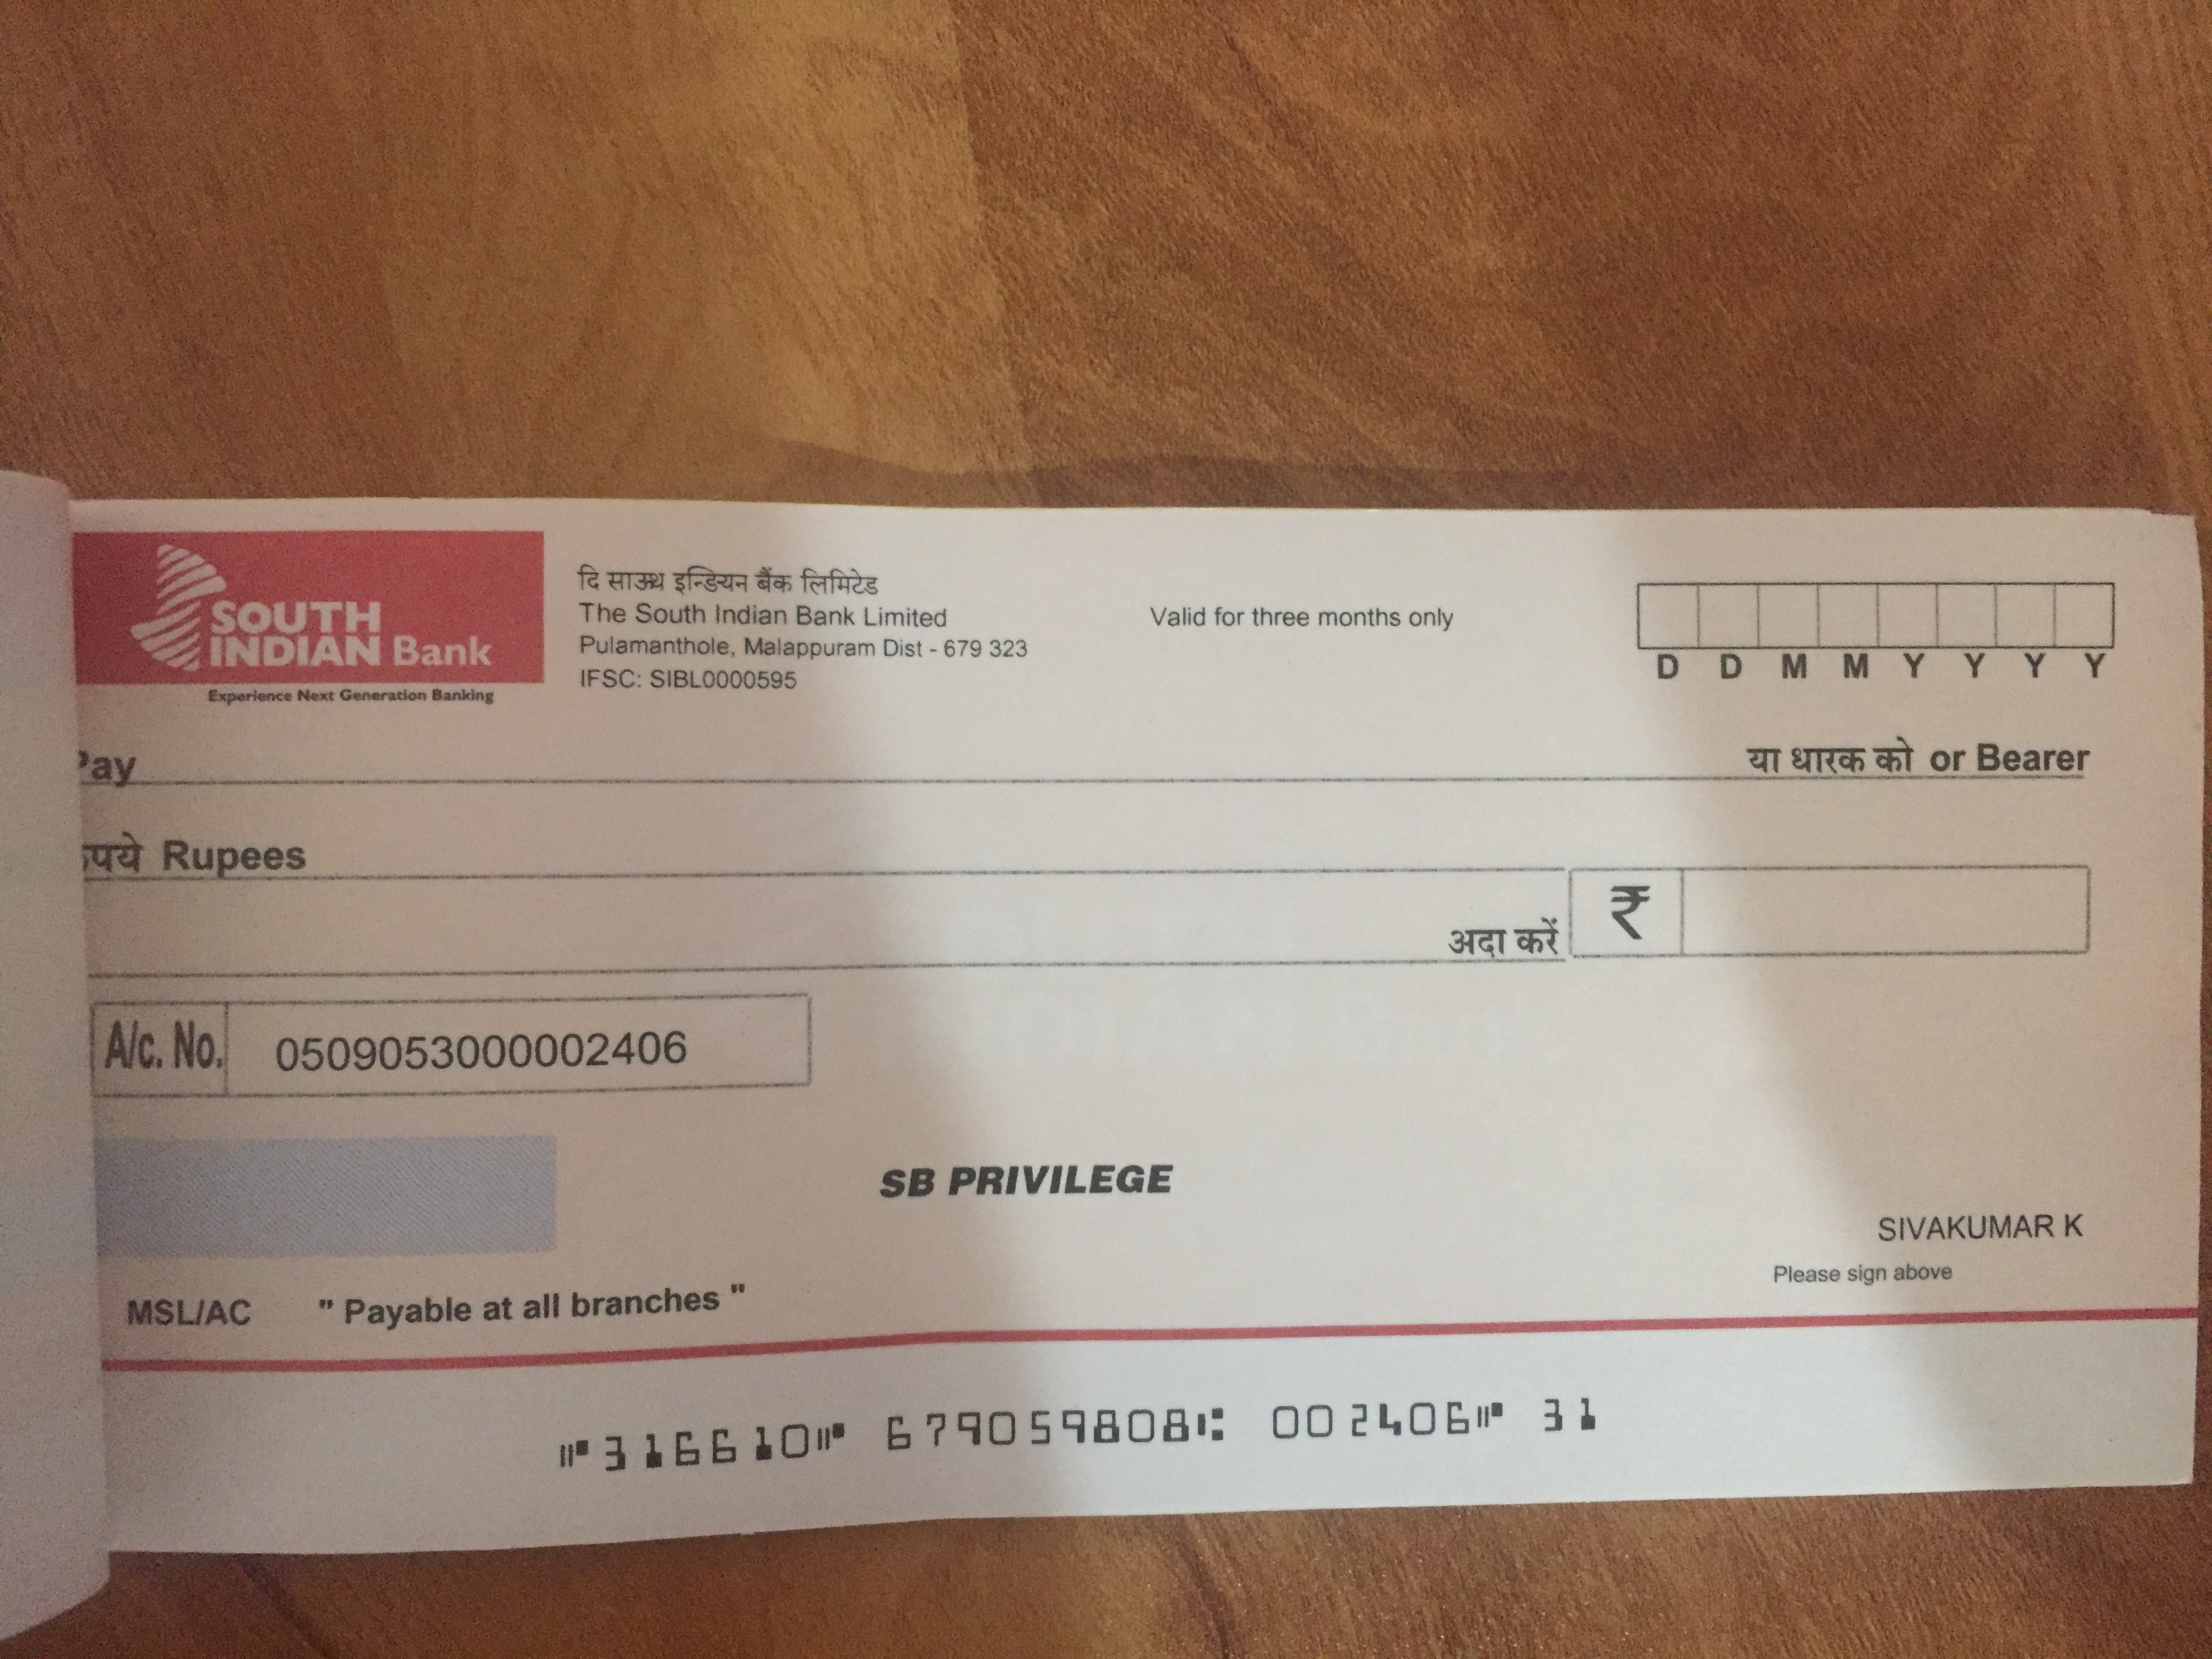 SOUTH
INDIAN Bank
Experience Next Generation Banking
दि साउथ इन्डियन बैंक लिमिटेड
The South Indian Bank Limited
Pulamanthole, Malappuram Dist - 679 323
IFSC: SIBL0000595
Valid for three months only
D D M M Y Y Y Y
Pay
या धारक को or Bearer
रुपये Rupees
अदा करें ₹
A/c. No. 0509053000002406
SB PRIVILEGE
SIVAKUMAR K
MSL/AC " Payable at all branches"
Please sign above
⑈316610⑈ 679059808⑆ 002406⑈ 31